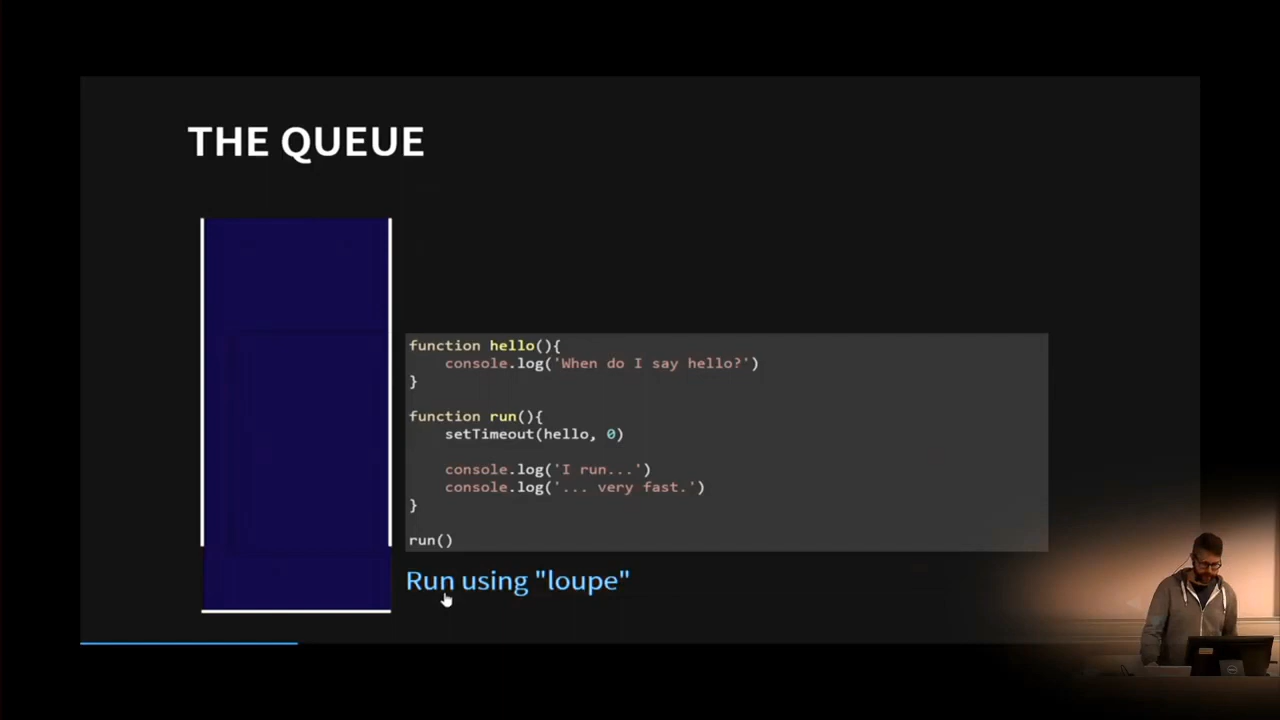 THE QUEUE
function hello(){
    console.log('When do I say hello?')
}
function run(){
    setTimeout(hello, 0)
    console.log('I run...')
    console.log('... very fast.')
}
run()
Run using "loupe"